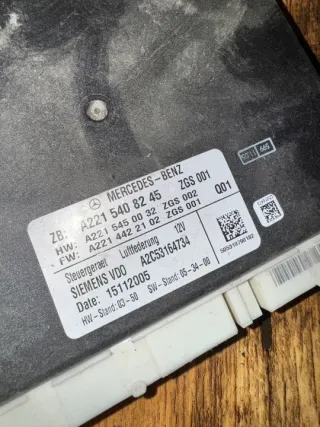 MERCEDES-BENZ
ZB: A221 540 82 45 ZGS 001
HW: A221 545 00 32 ZGS 002
FW: A221 442 21 02 ZGS 001
Q01
Steuergeraet Luftfederung 12V
SIEMENS VDO A2C53164734
Date: 15112005
HW-Stand: 03-50 SW-Stand: 05-34-00